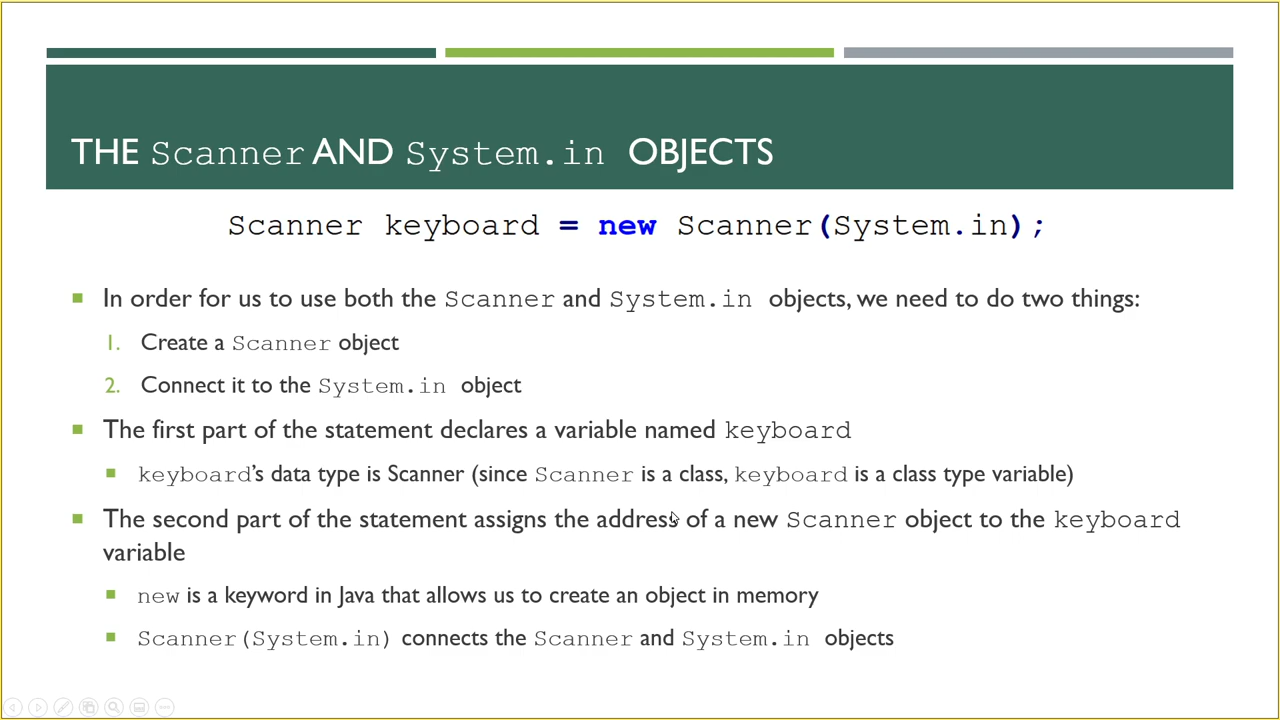 THE Scanner AND System.in OBJECTS
Scanner keyboard = new Scanner(System.in);
In order for us to use both the Scanner and System.in objects, we need to do two things:
1. Create a Scanner object
2. Connect it to the System.in object
The first part of the statement declares a variable named keyboard
keyboard's data type is Scanner (since Scanner is a class, keyboard is a class type variable)
The second part of the statement assigns the address of a new Scanner object to the keyboard
variable
new is a keyword in Java that allows us to create an object in memory
Scanner(System.in) connects the Scanner and System.in objects